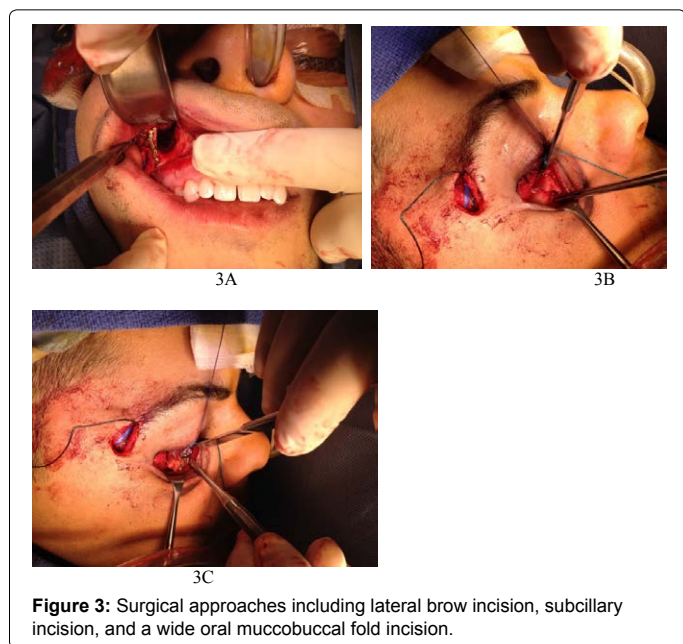 3A
3B
3C
Figure 3: Surgical approaches including lateral brow incision, subcillary
incision, and a wide oral muccobuccal fold incision.